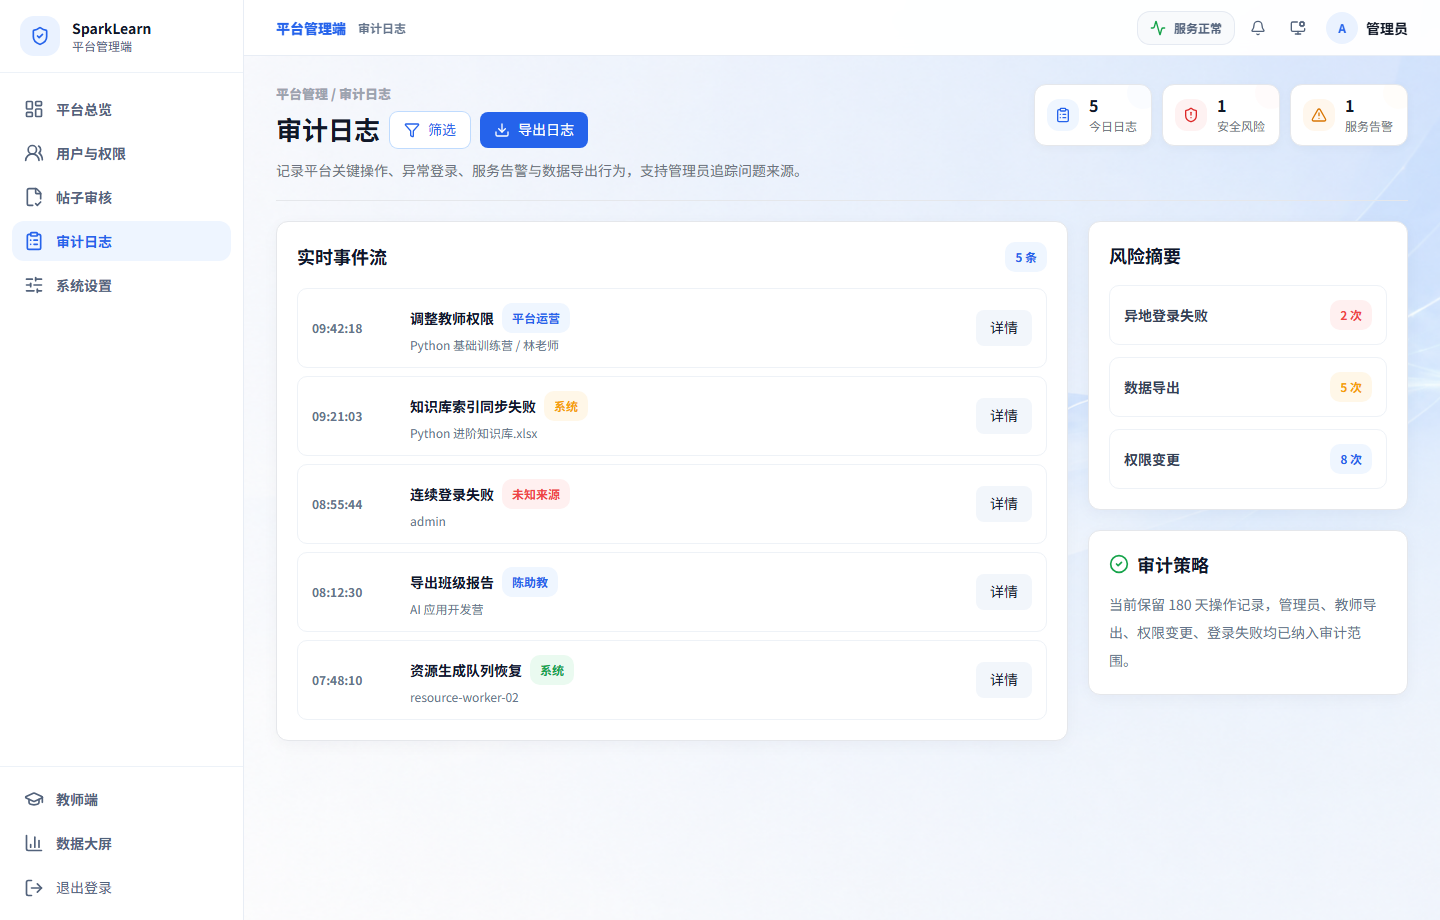 SparkLearn
平台管理端
平台总览
用户与权限
帖子审核
审计日志
系统设置
教师端
数据大屏
退出登录
平台管理端 审计日志
服务正常
A 管理员
平台管理 / 审计日志
审计日志 筛选 导出日志
记录平台关键操作、异常登录、服务告警与数据导出行为，支持管理员追踪问题来源。
5
今日日志
1
安全风险
1
服务告警
实时事件流 5 条
09:42:18 调整教师权限 平台运营
Python 基础训练营 / 林老师
详情
09:21:03 知识库索引同步失败 系统
Python 进阶知识库.xlsx
详情
08:55:44 连续登录失败 未知来源
admin
详情
08:12:30 导出班级报告 陈助教
AI 应用开发营
详情
07:48:10 资源生成队列恢复 系统
resource-worker-02
详情
风险摘要
异地登录失败 2 次
数据导出 5 次
权限变更 8 次
审计策略
当前保留 180 天操作记录，管理员、教师导
出、权限变更、登录失败均已纳入审计范
围。